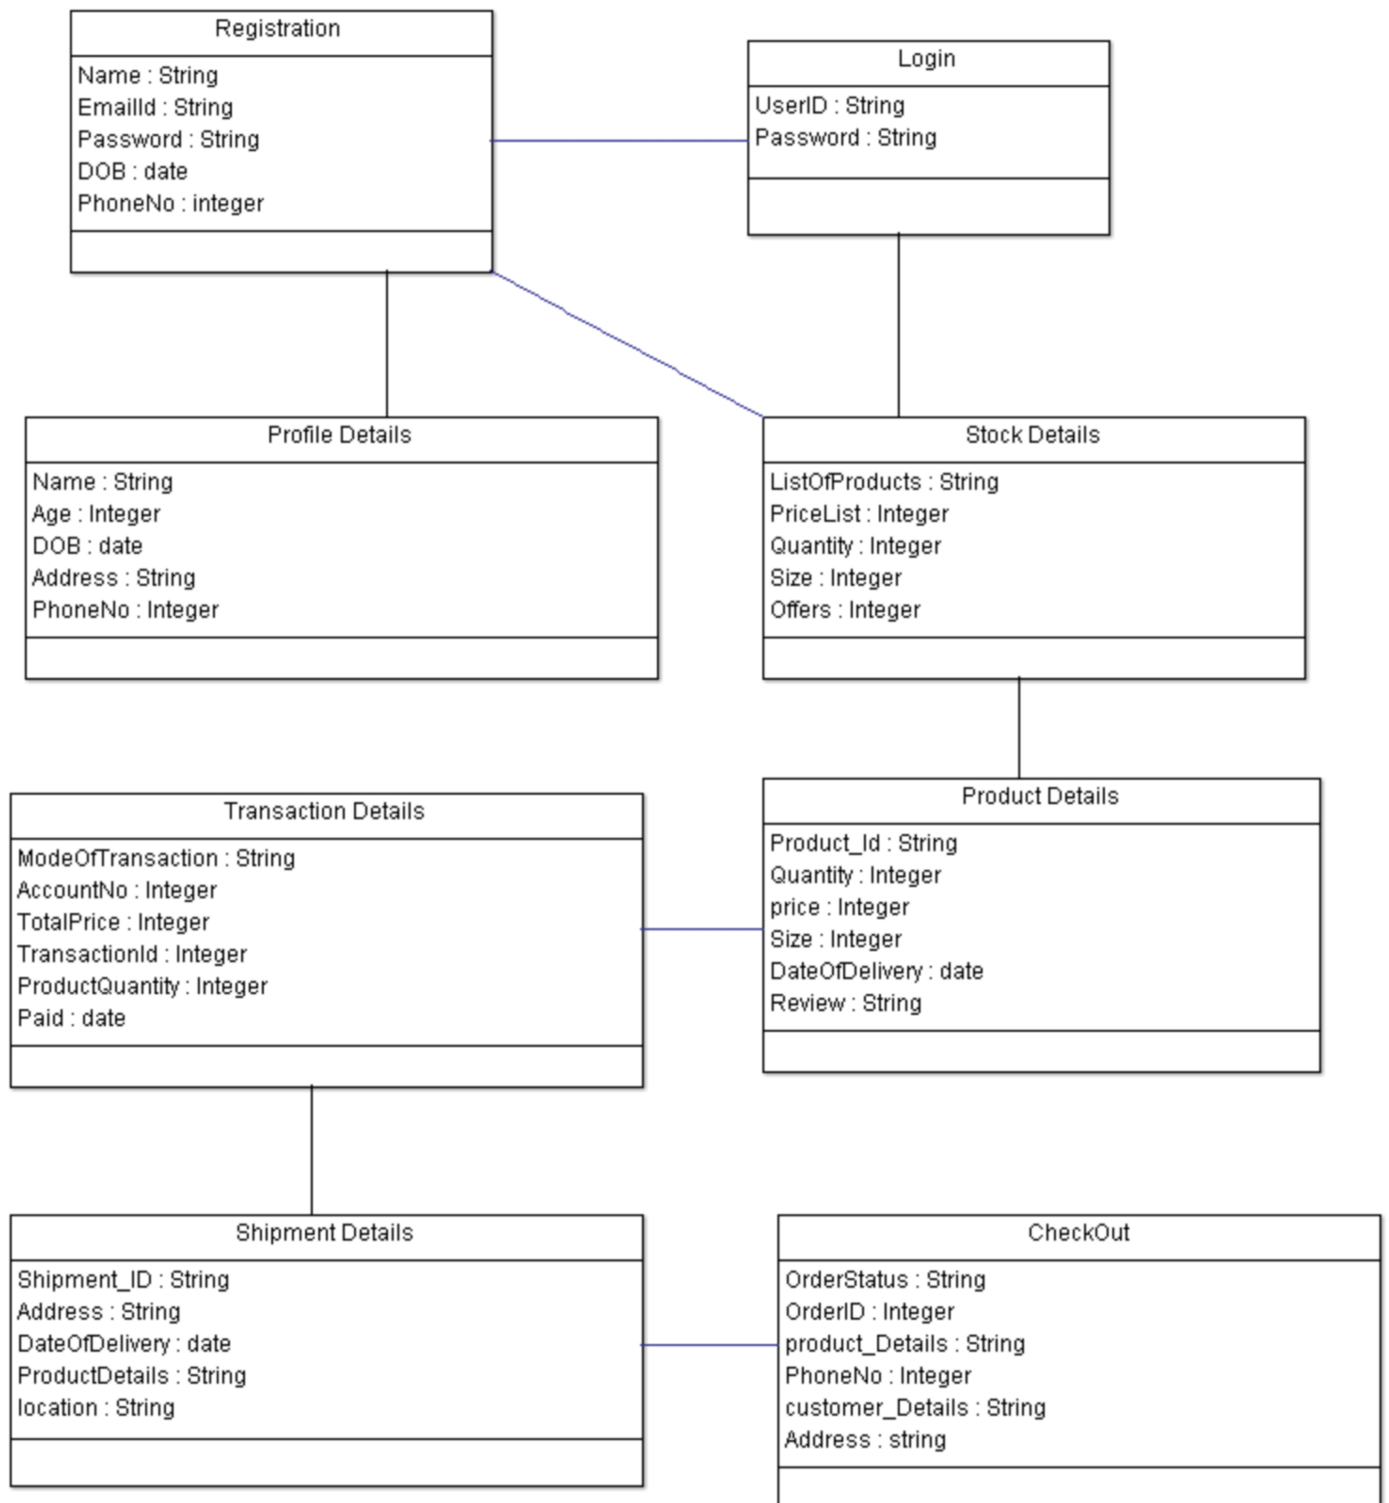 Registration
Name : String
EmailId : String
Password : String
DOB : date
PhoneNo : integer
Login
UserID : String
Password : String
Profile Details
Name : String
Age : Integer
DOB : date
Address : String
PhoneNo : Integer
Stock Details
ListOfProducts : String
PriceList : Integer
Quantity : Integer
Size : Integer
Offers : Integer
Transaction Details
ModeOfTransaction : String
AccountNo : Integer
TotalPrice : Integer
TransactionId : Integer
ProductQuantity : Integer
Paid : date
Product Details
Product_Id : String
Quantity : Integer
price : Integer
Size : Integer
DateOfDelivery : date
Review : String
Shipment Details
Shipment_ID : String
Address : String
DateOfDelivery : date
ProductDetails : String
location : String
CheckOut
OrderStatus : String
OrderID : Integer
product_Details : String
PhoneNo : Integer
customer_Details : String
Address : string